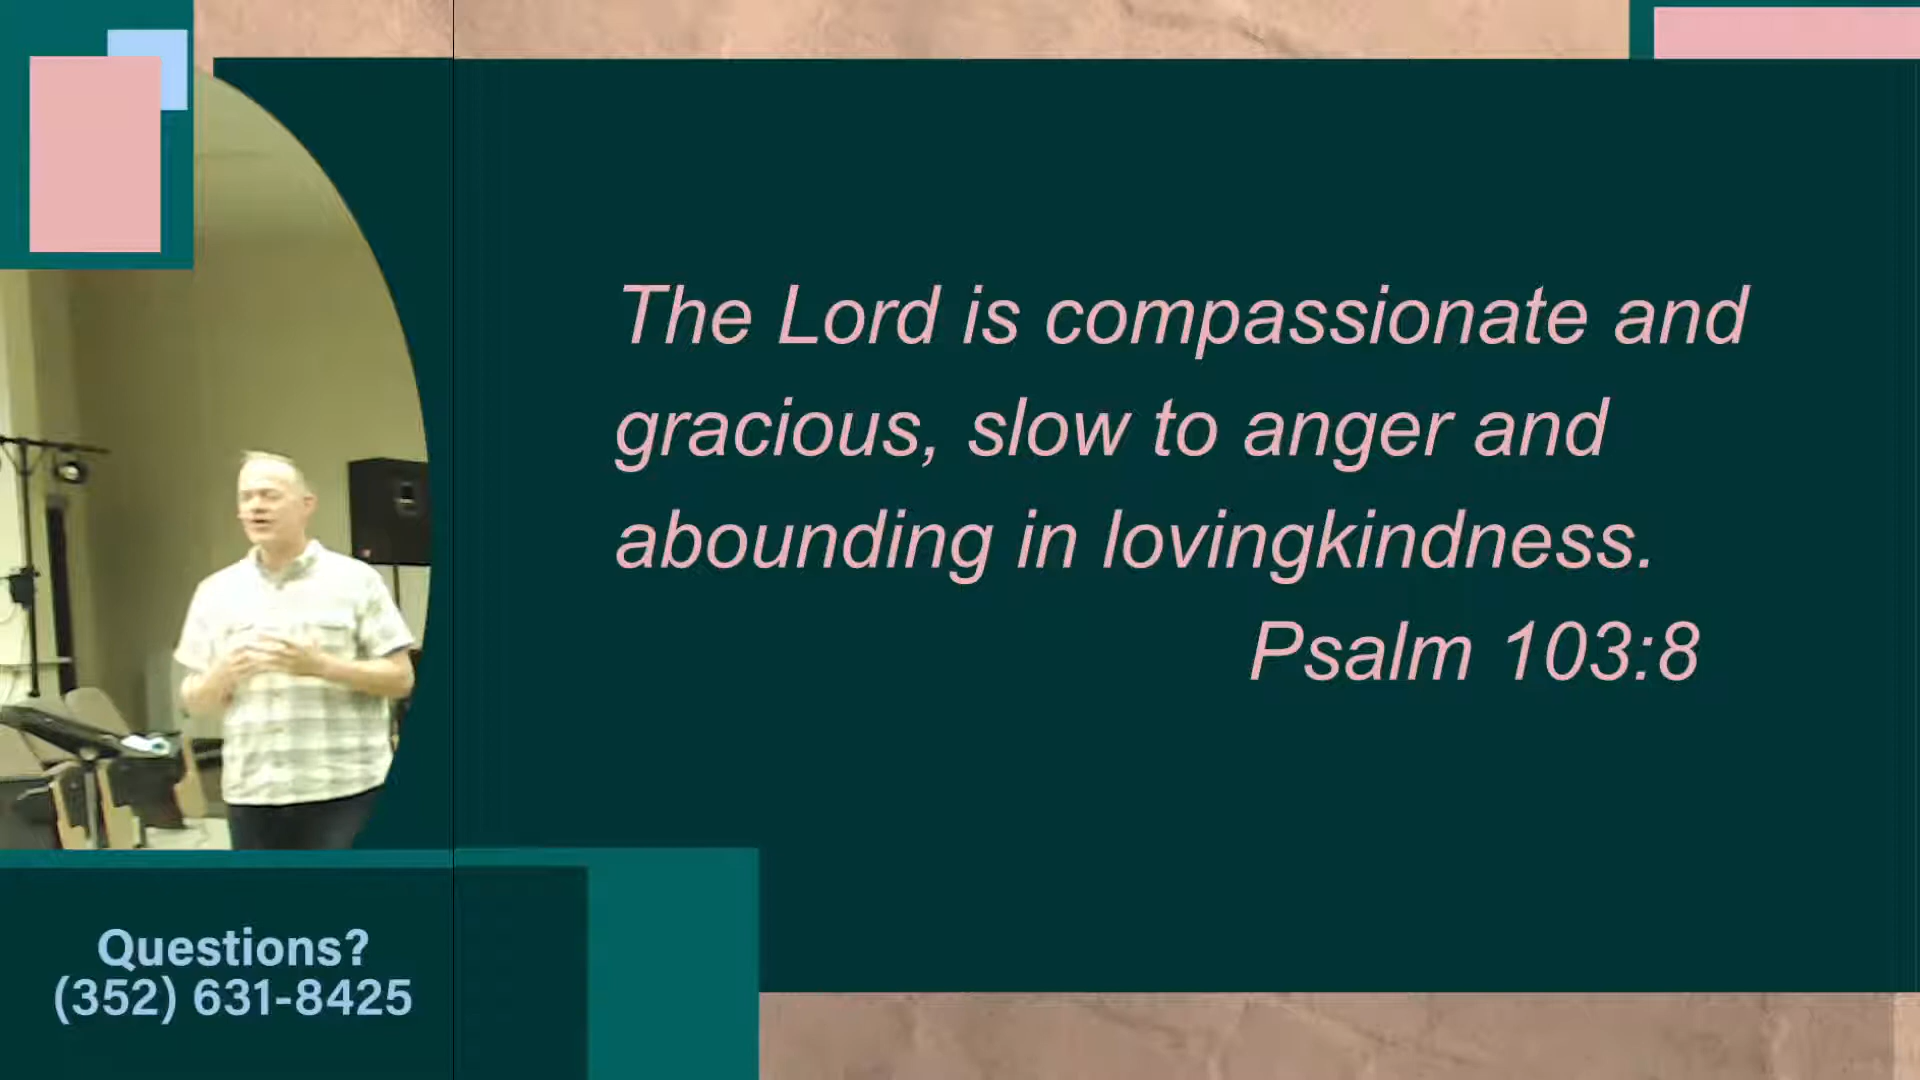 The Lord is compassionate and
gracious, slow to anger and
abounding in lovingkindness.
Psalm 103:8
Questions?
(352) 631-8425